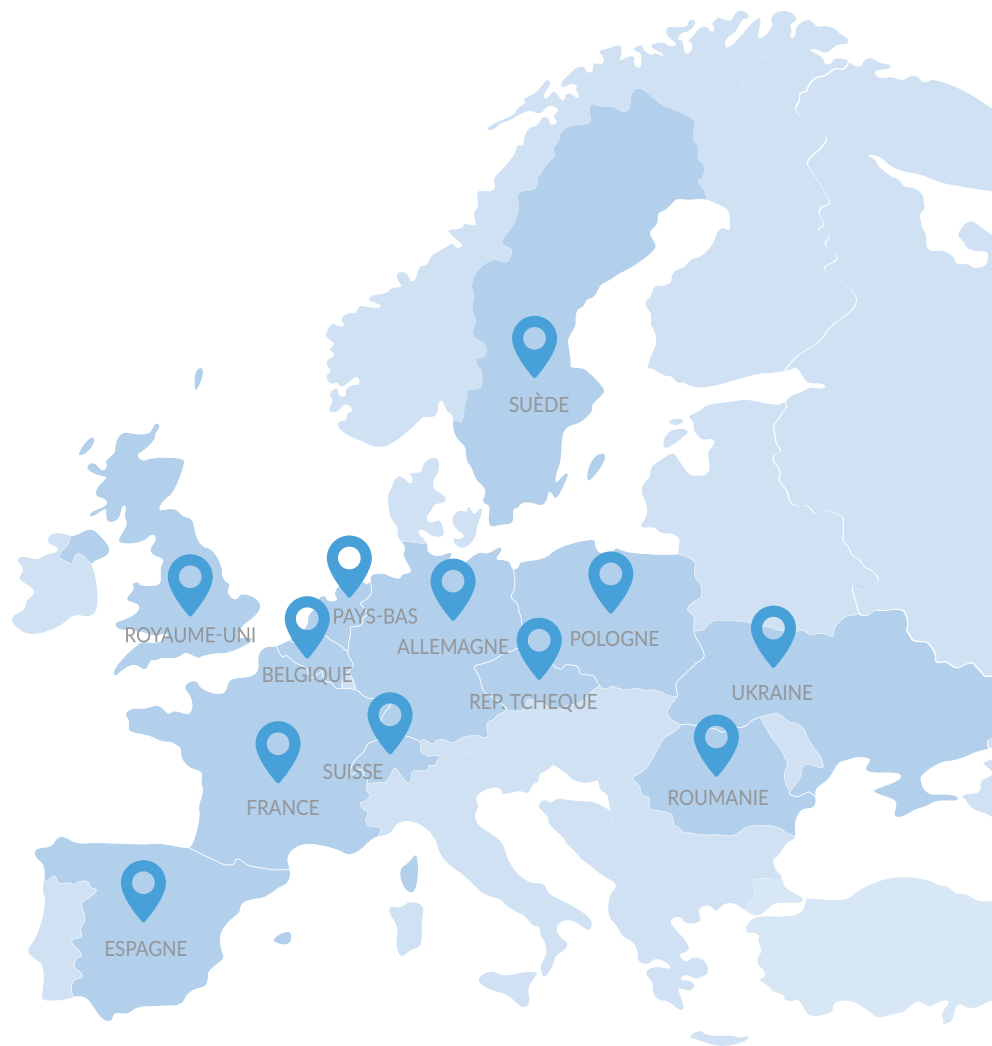 SUÈDE
PAYS-BAS
ROYAUME-UNI
ALLEMAGNE
POLOGNE
BELGIQUE
UKRAINE
REP. TCHEQUE
SUISSE
ROUMANIE
FRANCE
ESPAGNE